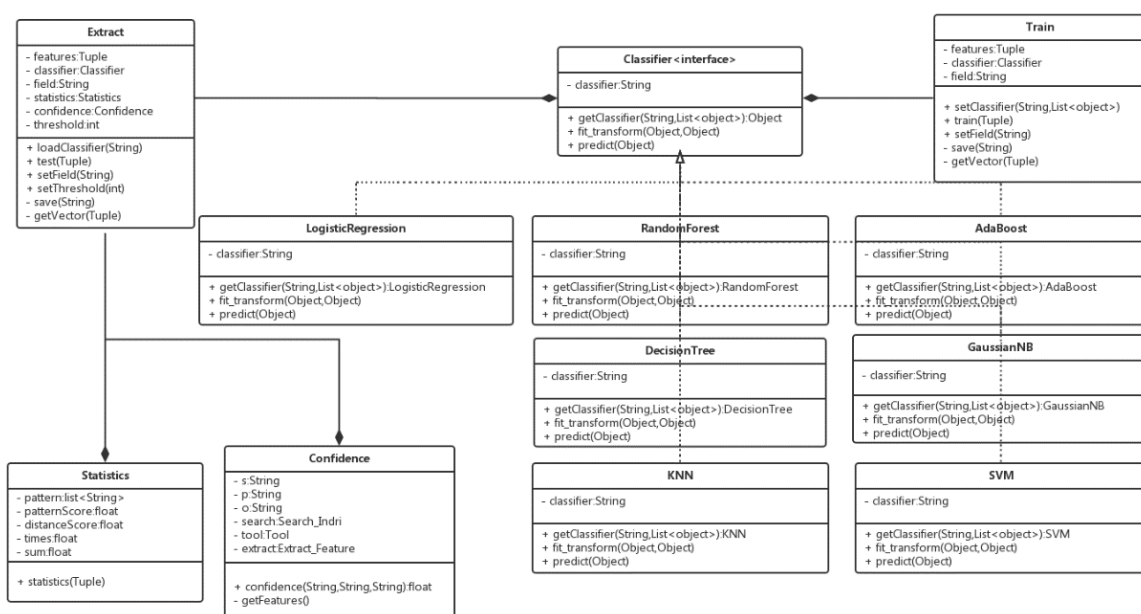 Extract
- features:Tuple
- classifier:Classifier
- field:String
- statistics:Statistics
- confidence:Confidence
- threshold:int
+ loadClassifier(String)
+ test(Tuple)
+ setField(String)
+ setThreshold(int)
- save(String)
- getVector(Tuple)
Classifier<interface>
- classifier:String
+ getClassifier(String,List<object>):Object
+ fit_transform(Object,Object)
+ predict(Object)
Train
- features:Tuple
- classifier:Classifier
- field:String
+ setClassifier(String,List<object>)
+ train(Tuple)
+ setField(String)
- save(String)
- getVector(Tuple)
LogisticRegression
- classifier:String
+ getClassifier(String,List<object>):LogisticRegression
+ fit_transform(Object,Object)
+ predict(Object)
RandomForest
- classifier:String
+ getClassifier(String,List<object>):RandomForest
+ fit_transform(Object,Object)
+ predict(Object)
AdaBoost
- classifier:String
+ getClassifier(String,List<object>):AdaBoost
+ fit_transform(Object,Object)
+ predict(Object)
DecisionTree
- classifier:String
+ getClassifier(String,List<object>):DecisionTree
+ fit_transform(Object,Object)
+ predict(Object)
GaussianNB
- classifier:String
+ getClassifier(String,List<object>):GaussianNB
+ fit_transform(Object,Object)
+ predict(Object)
Statistics
- pattern:list<String>
- patternScore:float
- distanceScore:float
- times:float
- sum:float
+ statistics(Tuple)
Confidence
- s:String
- p:String
- o:String
- search:Search_Indri
- tool:Tool
- extract:Extract_Feature
+ confidence(String,String,String):float
- getFeatures()
KNN
- classifier:String
+ getClassifier(String,List<object>):KNN
+ fit_transform(Object,Object)
+ predict(Object)
SVM
- classifier:String
+ getClassifier(String,List<object>):SVM
+ fit_transform(Object,Object)
+ predict(Object)